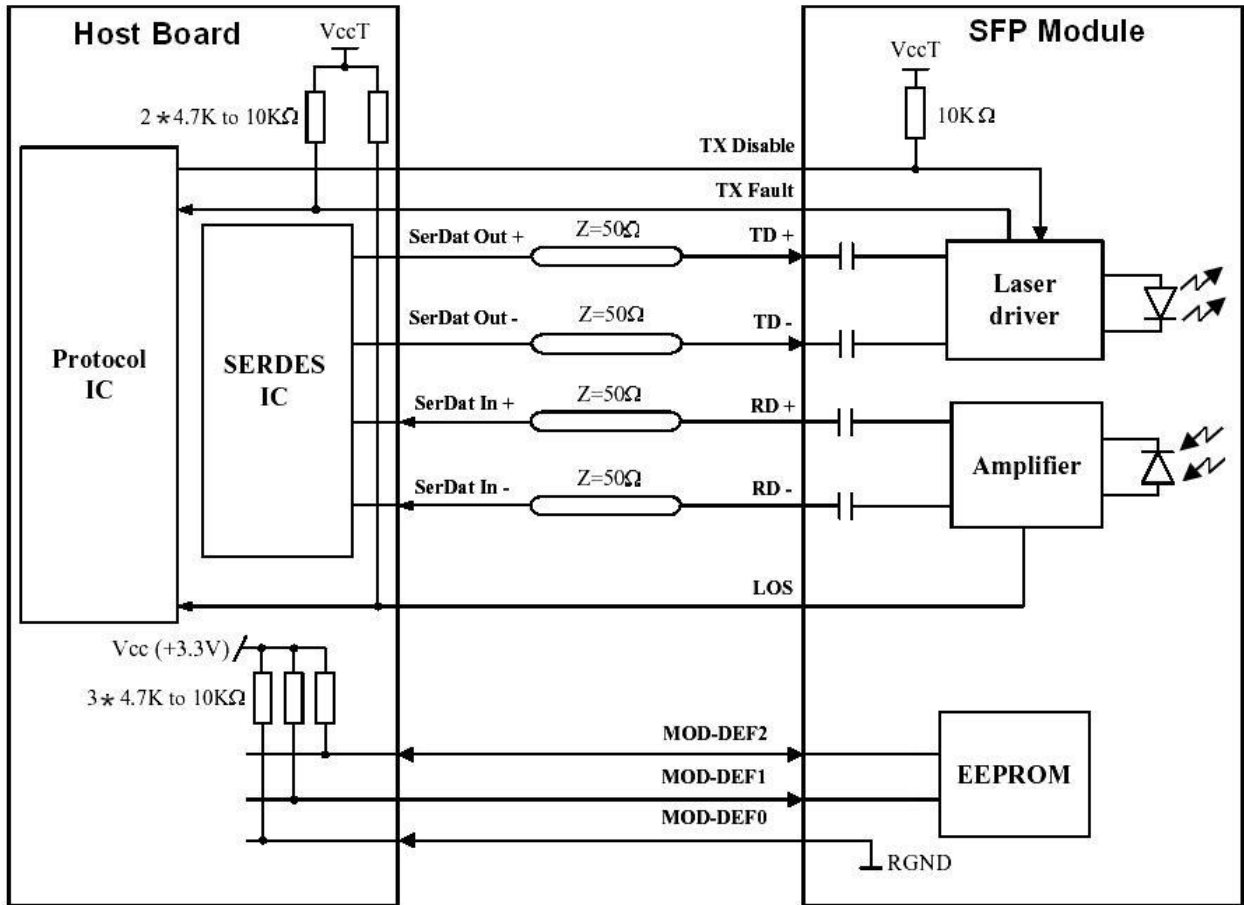 Host Board
SFP Module
VccT
VccT
2*4.7K to 10KΩ
10K Ω
TX Disable
TX Fault
SerDat Out +
Z=50Ω
TD +
SerDat Out -
Z=50Ω
TD -
Laser
driver
Protocol
IC
SERDES
IC
SerDat In +
Z=50Ω
RD +
SerDat In -
Z=50Ω
RD -
Amplifier
LOS
Vcc (+3.3V)
3* 4.7K to 10KΩ
MOD-DEF2
MOD-DEF1
MOD-DEF0
EEPROM
RGND